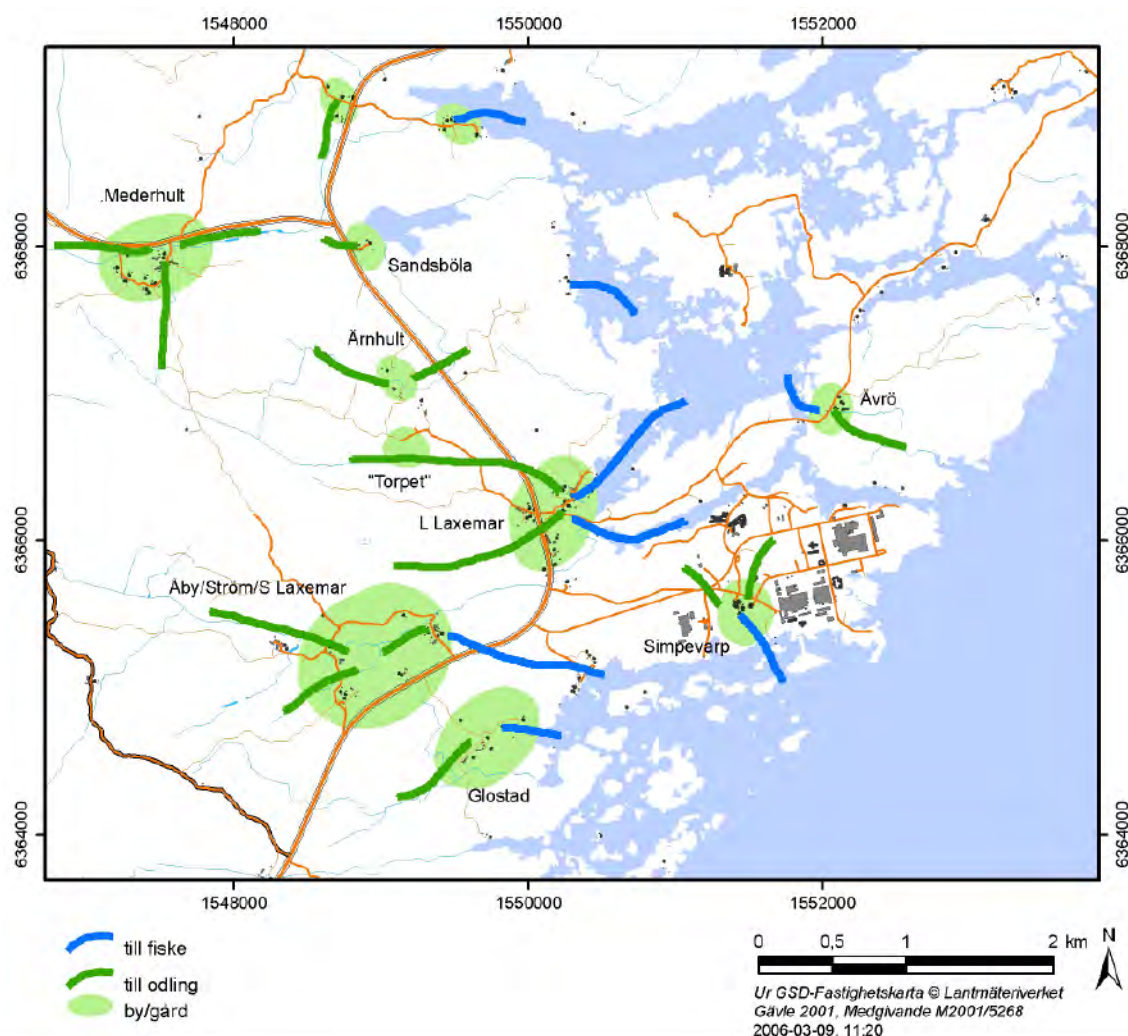 1548000 1550000 1552000
.Mederhult
6368000
6368000
Sandsböla
Ärnhult
Ävrö
"Torpet"
L Laxemar
6366000
6366000
Åby/Ström/S Laxemar
Simpevarp
Glostad
6364000
6364000
1548000 1550000 1552000
till fiske
till odling
by/gård
0 0,5 1 2 km
N
Ur GSD-Fastighetskarta © Lantmäteriverket
Gävle 2001, Medgivande M2001/5268
2006-03-09, 11:20